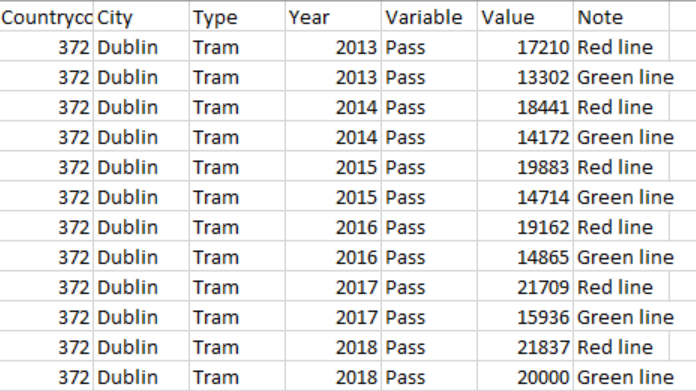 Countryco City Type Year Variable Value Note
372 Dublin Tram 2013 Pass 17210 Red line
372 Dublin Tram 2013 Pass 13302 Green line
372 Dublin Tram 2014 Pass 18441 Red line
372 Dublin Tram 2014 Pass 14172 Green line
372 Dublin Tram 2015 Pass 19883 Red line
372 Dublin Tram 2015 Pass 14714 Green line
372 Dublin Tram 2016 Pass 19162 Red line
372 Dublin Tram 2016 Pass 14865 Green line
372 Dublin Tram 2017 Pass 21709 Red line
372 Dublin Tram 2017 Pass 15936 Green line
372 Dublin Tram 2018 Pass 21837 Red line
372 Dublin Tram 2018 Pass 20000 Green line